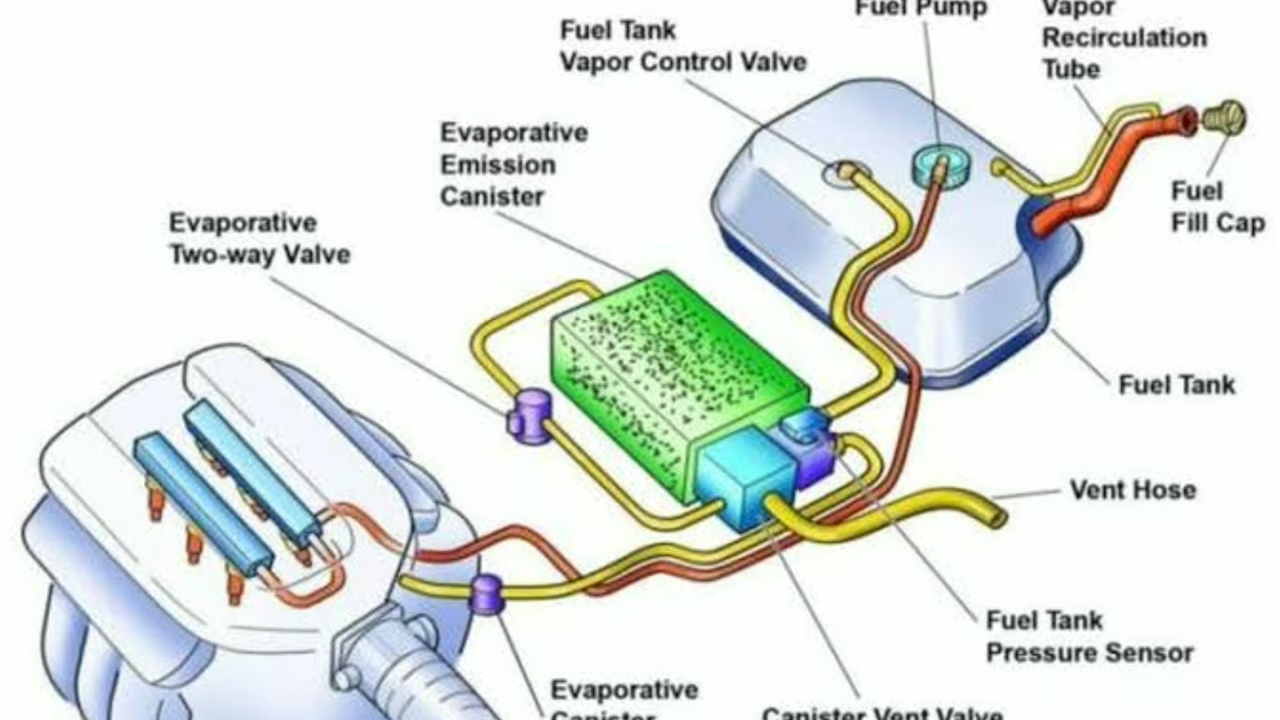 Fuel Pump
Vapor
Recirculation
Tube
Fuel Tank
Vapor Control Valve
Evaporative
Emission
Canister
Fuel
Fill Cap
Evaporative
Two-way Valve
Fuel Tank
Vent Hose
Fuel Tank
Pressure Sensor
Evaporative
Canister
Canister Vent Valve